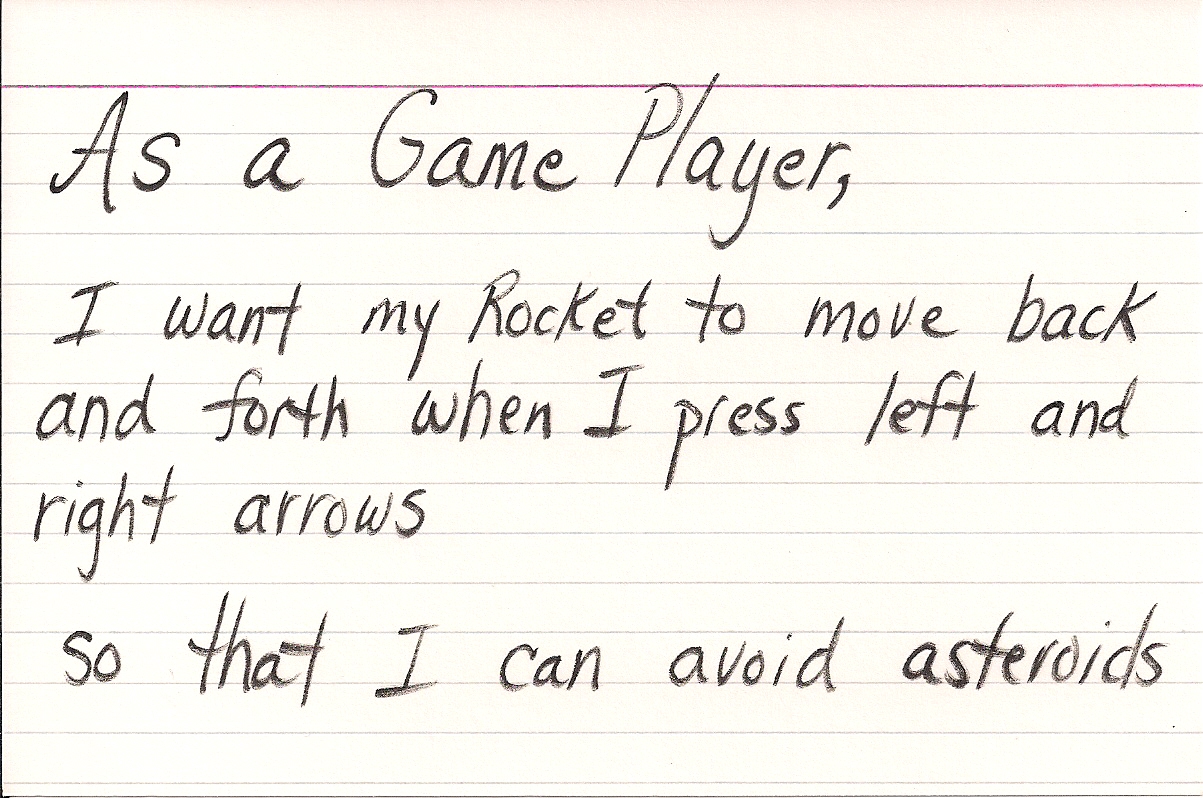 As a Game Player,
I want my Rocket to move back
and forth when I press left and
right arrows
so that I can avoid asteroids